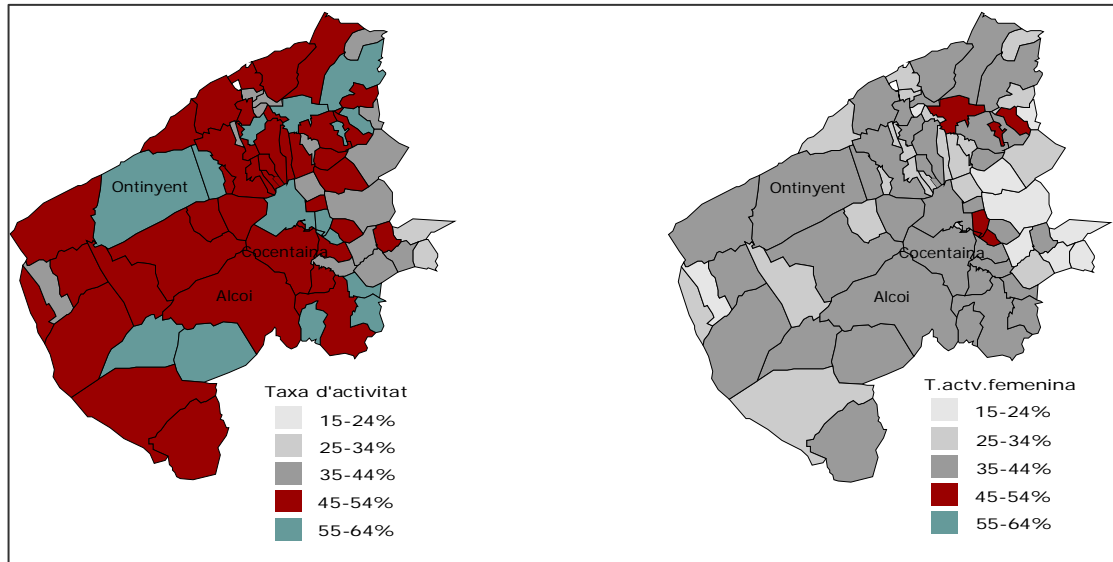 Ontinyent
Cocentaina
Alcoi
Taxa d'activitat
15-24%
25-34%
35-44%
45-54%
55-64%
Ontinyent
Cocentaina
Alcoi
T.actv.femenina
15-24%
25-34%
35-44%
45-54%
55-64%